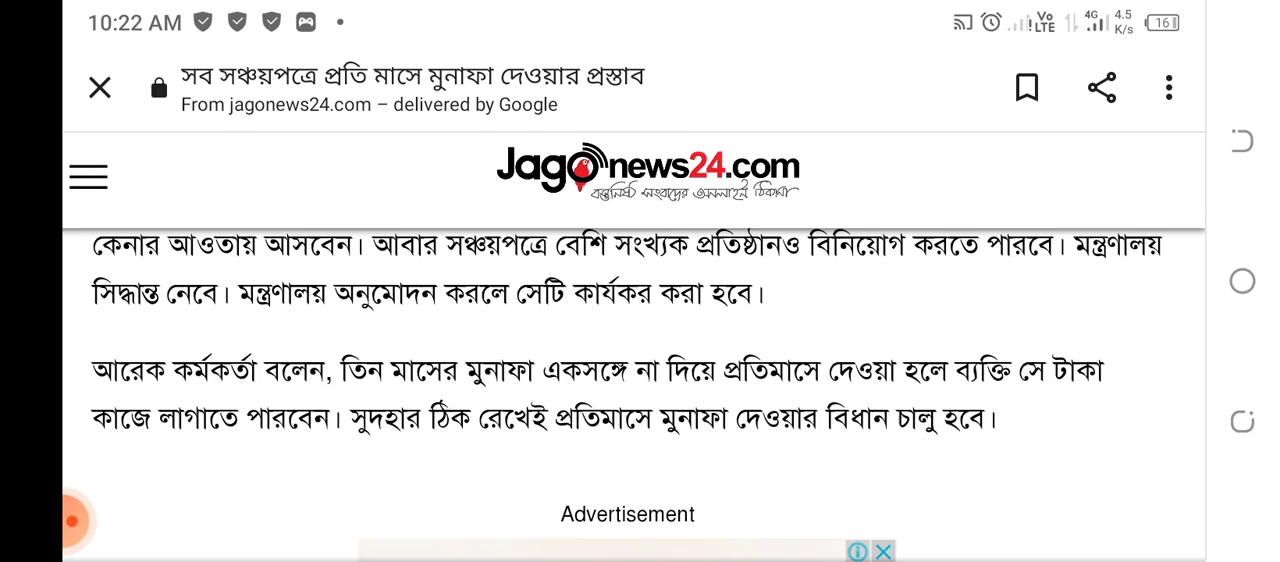 10:22 AM
Vo LTE 4G 4.5 K/s 16
সব সঞ্চয়পত্রে প্রতি মাসে মুনাফা দেওয়ার প্রস্তাব
From jagonews24.com – delivered by Google
Jagonews24.com
বস্তুনিষ্ঠ সংবাদের অনলাইন ঠিকানা
কেনার আওতায় আসবেন। আবার সঞ্চয়পত্রে বেশি সংখ্যক প্রতিষ্ঠানও বিনিয়োগ করতে পারবে। মন্ত্রণালয়
সিদ্ধান্ত নেবে। মন্ত্রণালয় অনুমোদন করলে সেটি কার্যকর করা হবে।
আরেক কর্মকর্তা বলেন, তিন মাসের মুনাফা একসঙ্গে না দিয়ে প্রতিমাসে দেওয়া হলে ব্যক্তি সে টাকা
কাজে লাগাতে পারবেন। সুদহার ঠিক রেখেই প্রতিমাসে মুনাফা দেওয়ার বিধান চালু হবে।
Advertisement